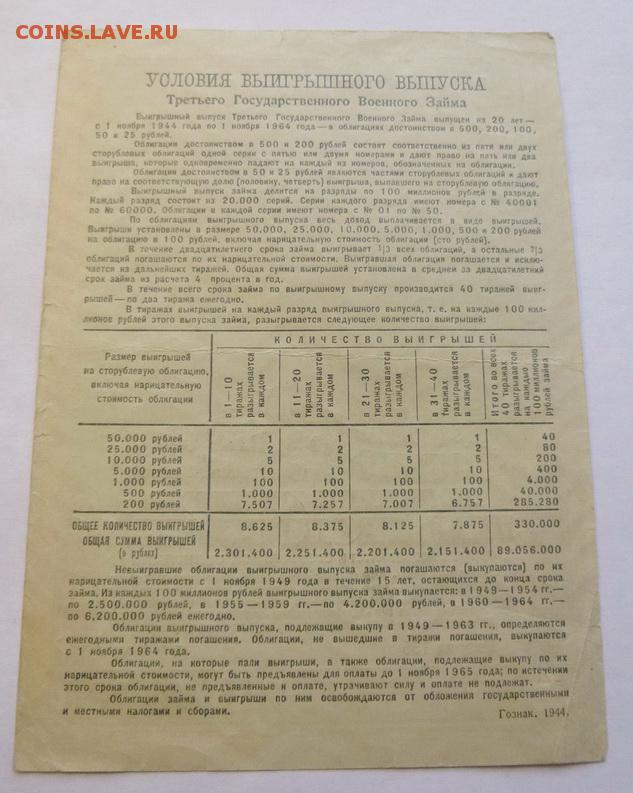 COINS.LAVE.RU
УСЛОВИЯ ВЫИГРЫШНОГО ВЫПУСКА
Третьего Государственного Военного Займа
Выигрышный выпуск Третьего Государственного Военного Займа выпущен на 20 лет—
с 1 ноября 1944 года по 1 ноября 1964 года—в облигациях достоинством в 500, 200, 100,
50 и 25 рублей.
Облигации достоинством в 500 и 200 рублей состоят соответственно из пяти или двух
сторублевых облигаций одной серии с пятью или двумя номерами и дают право на пять или два
выигрыша, которые одновременно падают на каждый из номеров, обозначенных на облигации.
Облигации достоинством в 50 и 25 рублей являются частями сторублевых облигаций и дают
право на соответствующую долю (половину, четверть) выигрыша, выпавшего на сторублевую облигацию.
Выигрышный выпуск займа делится на разряды по 100 миллионов рублей в разряде.
Каждый разряд состоит из 20.000 серий. Серии каждого разряда имеют номера с № 40001
по № 60000. Облигации в каждой серии имеют номера с № 01 по № 50.
По облигациям выигрышного выпуска весь доход выплачивается в виде выигрышей.
Выигрыши установлены в размере 50.000, 25.000, 10.000, 5.000, 1.000, 500 и 200 рублей
на облигацию в 100 рублей, включая нарицательную стоимость облигации (сто рублей).
В течение двадцатилетнего срока займа выигрывает 1/3 всех облигаций, а остальные 2/3
облигаций погашаются по их нарицательной стоимости. Выигравшая облигация погашается и исклю-
чается из дальнейших тиражей. Общая сумма выигрышей установлена в среднем за двадцатилетний
срок займа из расчета 4 процента в год.
В течение всего срока займа по выигрышному выпуску производится 40 тиражей выиг-
рышей—по два тиража ежегодно.
В тиражах выигрышей на каждый разряд выигрышного выпуска, т. е. на каждые 100 мил-
лионов рублей этого выпуска займа, разыгрывается следующее количество выигрышей:
Размер выигрышей
на сторублевую облигацию,
включая нарицательную
стоимость облигации
КОЛИЧЕСТВО ВЫИГРЫШЕЙ
в 1—10
тиражах
разыгрывается
в каждом
в 11—20
тиражах
разыгрывается
в каждом
в 21—30
тиражах
разыгрывается
в каждом
в 31—40
тиражах
разыгрывается
в каждом
Итого во всех
40 тиражах
разыгрывается
на каждые
100 миллионов
рублей займа
50.000 рублей 1 1 1 1 40
25.000 рублей 2 2 2 2 80
10.000 рублей 5 5 5 5 200
5.000 рублей 10 10 10 10 400
1.000 рублей 100 100 100 100 4.000
500 рублей 1.000 1.000 1.000 1.000 40.000
200 рублей 7.507 7.257 7.007 6.757 285.280
ОБЩЕЕ КОЛИЧЕСТВО ВЫИГРЫШЕЙ 8.625 8.375 8.125 7.875 330.000
ОБЩАЯ СУММА ВЫИГРЫШЕЙ
(в рублях) 2.301.400 2.251.400 2.201.400 2.151.400 89.056.000
Невыигравшие облигации выигрышного выпуска займа погашаются (выкупаются) по их
нарицательной стоимости с 1 ноября 1949 года в течение 15 лет, остающихся до конца срока
займа. Из каждых 100 миллионов рублей выигрышного выпуска займа выкупается: в 1949—1954 гг.—
по 2.500.000 рублей, в 1955—1959 гг.—по 4.200.000 рублей, в 1960—1964 гг.—
по 6.200.000 рублей ежегодно.
Облигации выигрышного выпуска, подлежащие выкупу в 1949—1963 гг., определяются
ежегодными тиражами погашения. Облигации, не вышедшие в тиражи погашения, выкупаются
с 1 ноября 1964 года.
Облигации, на которые пали выигрыши, а также облигации, подлежащие выкупу по их
нарицательной стоимости, могут быть предъявлены для оплаты до 1 ноября 1965 года; по истечении
этого срока облигации, не предъявленные к оплате, утрачивают силу и оплате не подлежат.
Облигации займа и выигрыши по ним освобождаются от обложения государственными
и местными налогами и сборами.
Гознак. 1944.